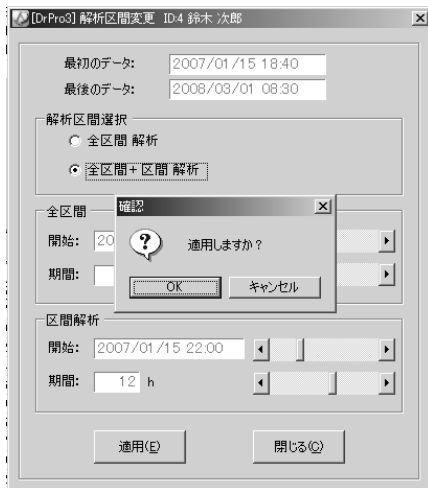 [DrPro3] 解析区間変更 ID:4 鈴木 次郎
最初のデータ: 2007/01/15 18:40
最後のデータ: 2008/03/01 08:30
解析区間選択
全区間 解析
全区間+区間 解析
確認
適用しますか?
OK キャンセル
全区間
開始: 20
期間:
区間解析
開始: 2007/01/15 22:00
期間: 12 h
適用(E) 閉じる(C)